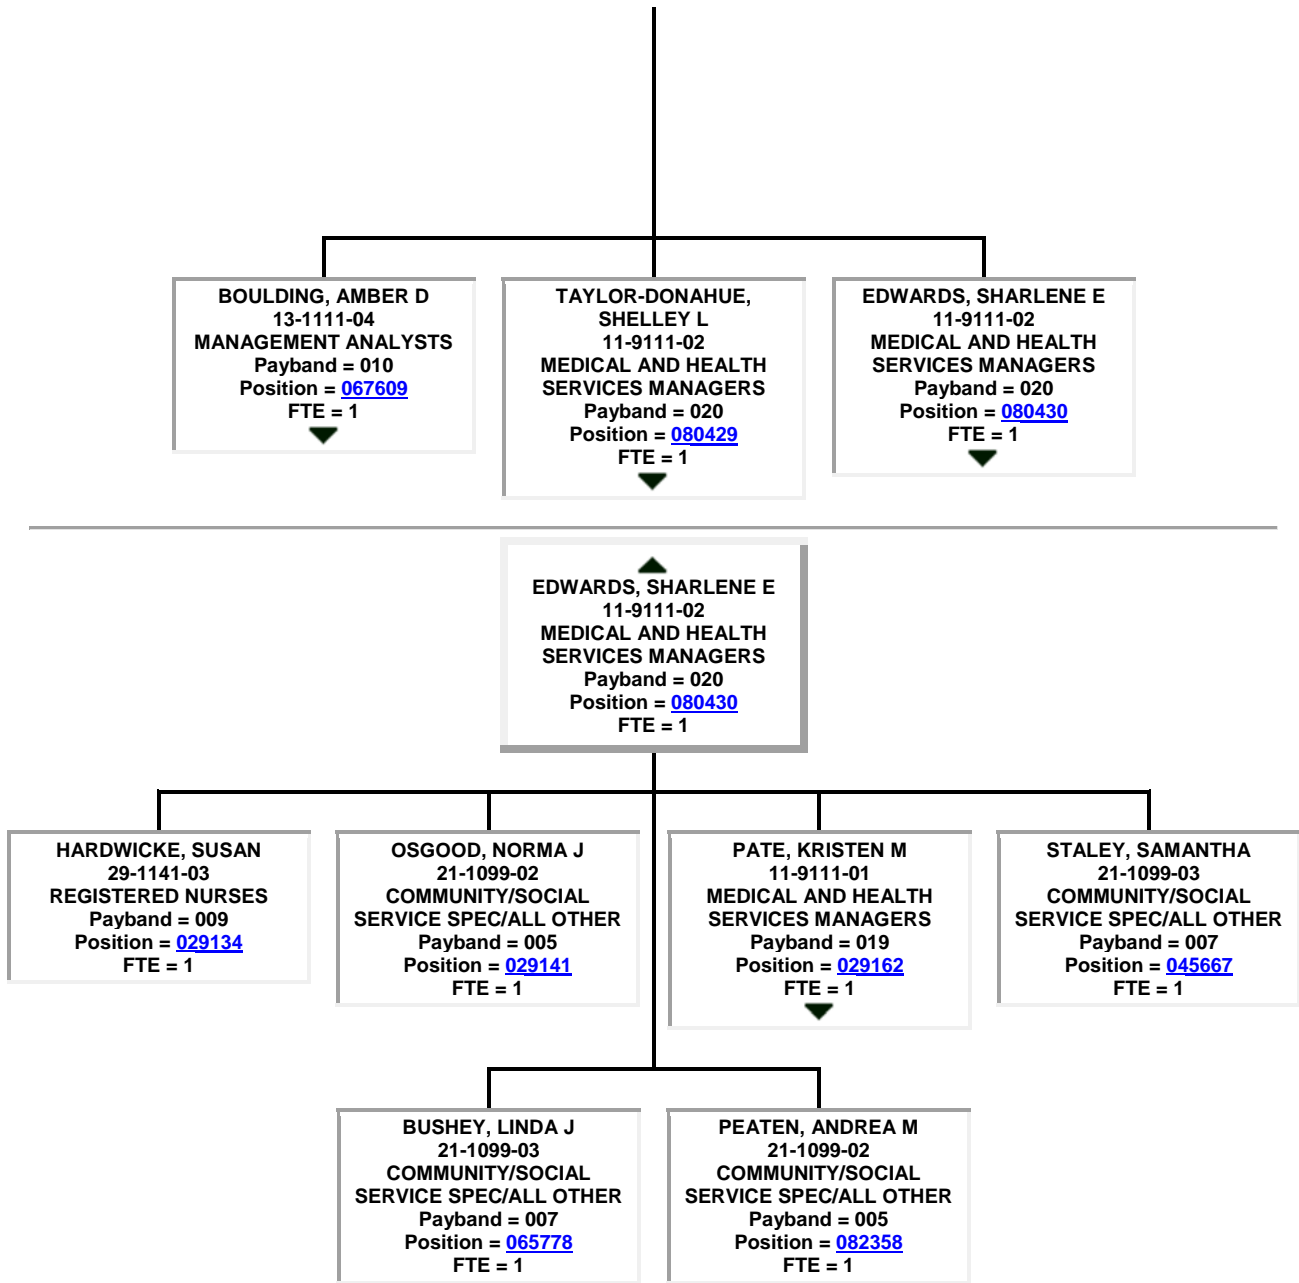 BOULDING, AMBER D
13-1111-04
MANAGEMENT ANALYSTS
Payband = 010
Position = 067609
FTE = 1
TAYLOR-DONAHUE,
SHELLEY L
11-9111-02
MEDICAL AND HEALTH
SERVICES MANAGERS
Payband = 020
Position = 080429
FTE = 1
EDWARDS, SHARLENE E
11-9111-02
MEDICAL AND HEALTH
SERVICES MANAGERS
Payband = 020
Position = 080430
FTE = 1
EDWARDS, SHARLENE E
11-9111-02
MEDICAL AND HEALTH
SERVICES MANAGERS
Payband = 020
Position = 080430
FTE = 1
HARDWICKE, SUSAN
29-1141-03
REGISTERED NURSES
Payband = 009
Position = 029134
FTE = 1
OSGOOD, NORMA J
21-1099-02
COMMUNITY/SOCIAL
SERVICE SPEC/ALL OTHER
Payband = 005
Position = 029141
FTE = 1
PATE, KRISTEN M
11-9111-01
MEDICAL AND HEALTH
SERVICES MANAGERS
Payband = 019
Position = 029162
FTE = 1
STALEY, SAMANTHA
21-1099-03
COMMUNITY/SOCIAL
SERVICE SPEC/ALL OTHER
Payband = 007
Position = 045667
FTE = 1
BUSHEY, LINDA J
21-1099-03
COMMUNITY/SOCIAL
SERVICE SPEC/ALL OTHER
Payband = 007
Position = 065778
FTE = 1
PEATEN, ANDREA M
21-1099-02
COMMUNITY/SOCIAL
SERVICE SPEC/ALL OTHER
Payband = 005
Position = 082358
FTE = 1